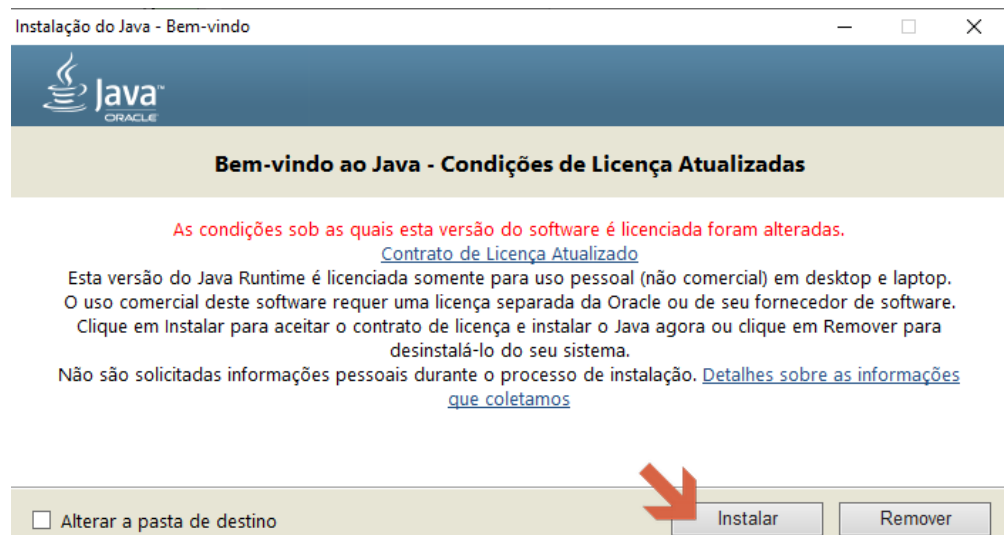 Instalação do Java - Bem-vindo
Java™
ORACLE
Bem-vindo ao Java - Condições de Licença Atualizadas
As condições sob as quais esta versão do software é licenciada foram alteradas.
Contrato de Licença Atualizado
Esta versão do Java Runtime é licenciada somente para uso pessoal (não comercial) em desktop e laptop.
O uso comercial deste software requer uma licença separada da Oracle ou de seu fornecedor de software.
Clique em Instalar para aceitar o contrato de licença e instalar o Java agora ou clique em Remover para
desinstalá-lo do seu sistema.
Não são solicitadas informações pessoais durante o processo de instalação. Detalhes sobre as informações
que coletamos
Alterar a pasta de destino
Instalar
Remover